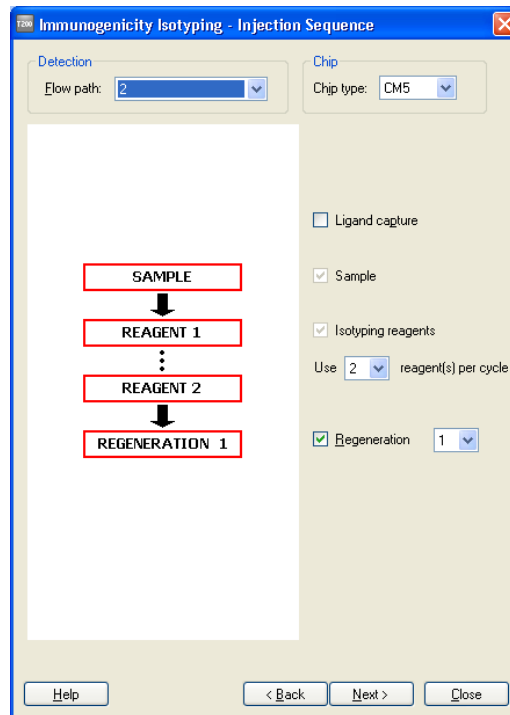 T200 Immunogenicity Isotyping - Injection Sequence
Detection
Flow path: 2
Chip
Chip type: CM5
Ligand capture
SAMPLE
Sample
REAGENT 1
Isotyping reagents
Use 2 reagent(s) per cycle
REAGENT 2
REGENERATION 1
Regeneration 1
Help
< Back
Next >
Close